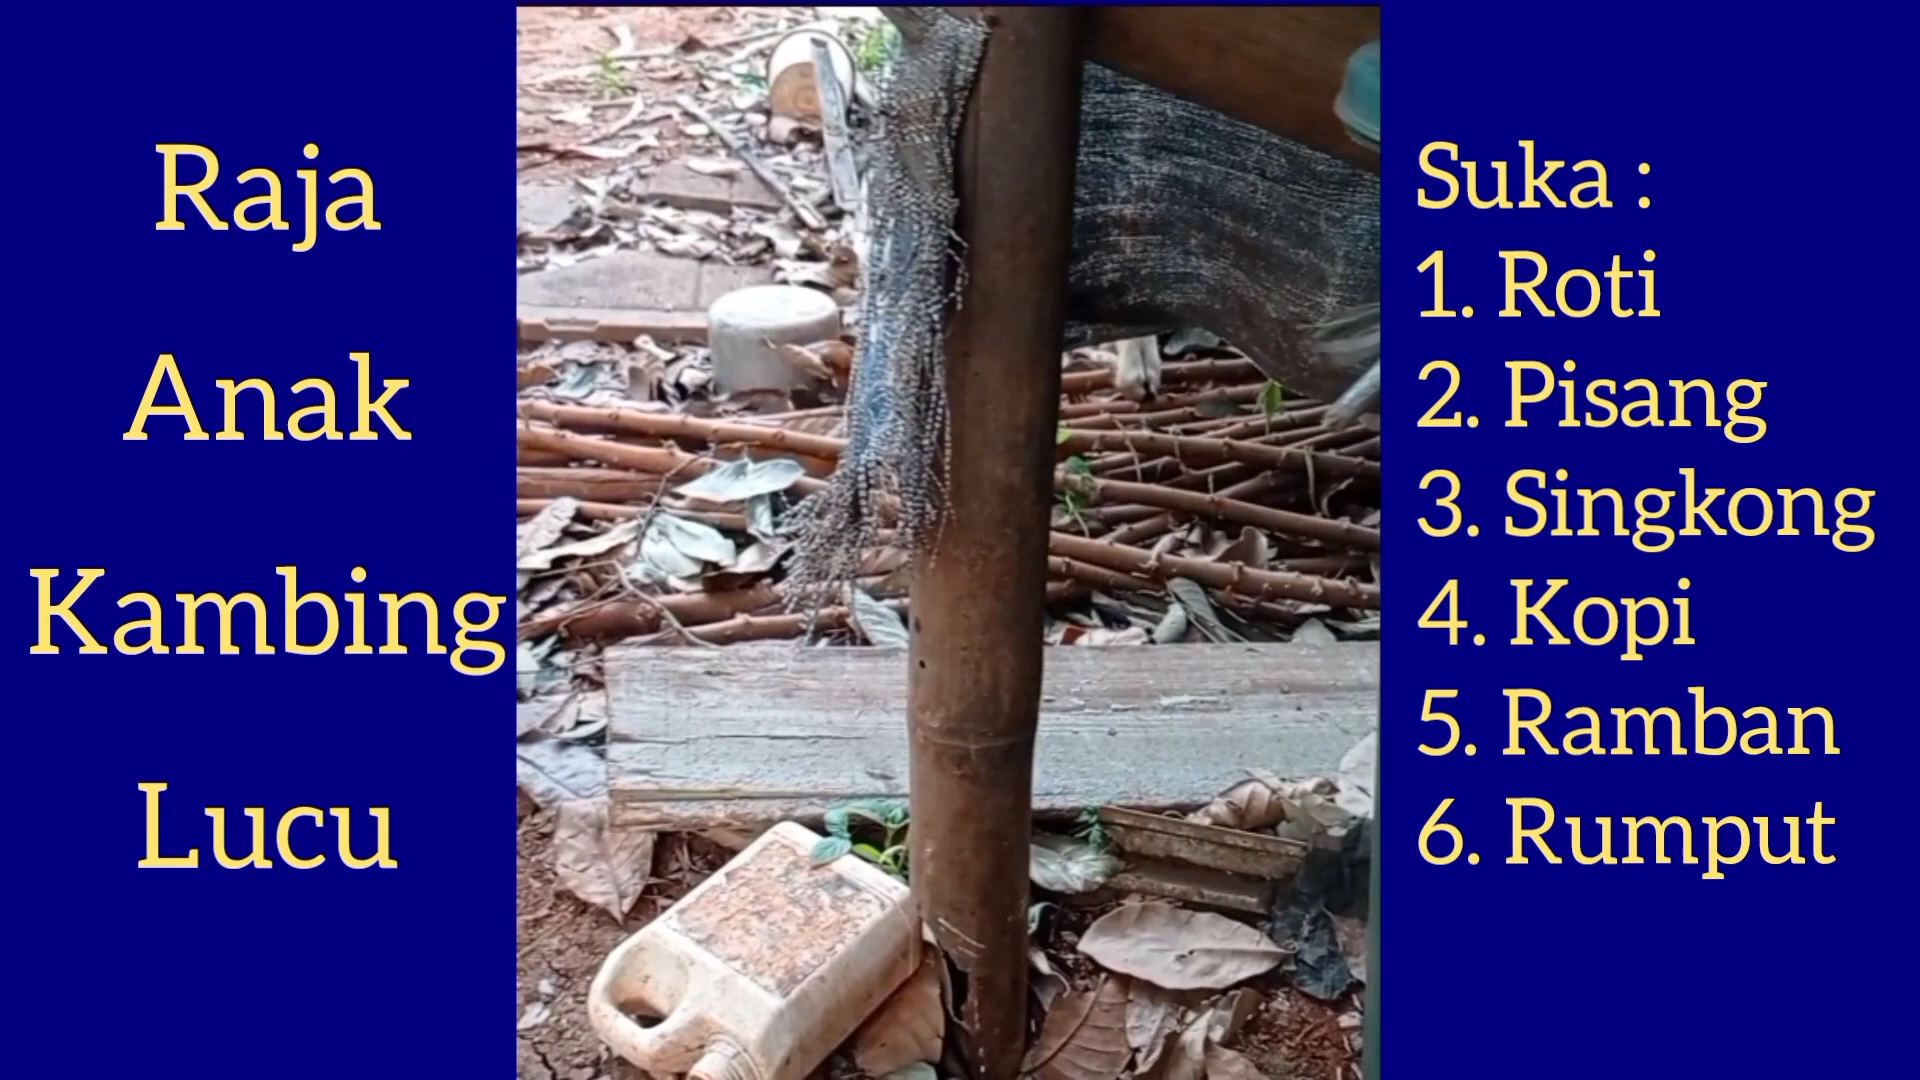 Raja
Anak
Kambing
Lucu
Suka :
1. Roti
2. Pisang
3. Singkong
4. Kopi
5. Ramban
6. Rumput